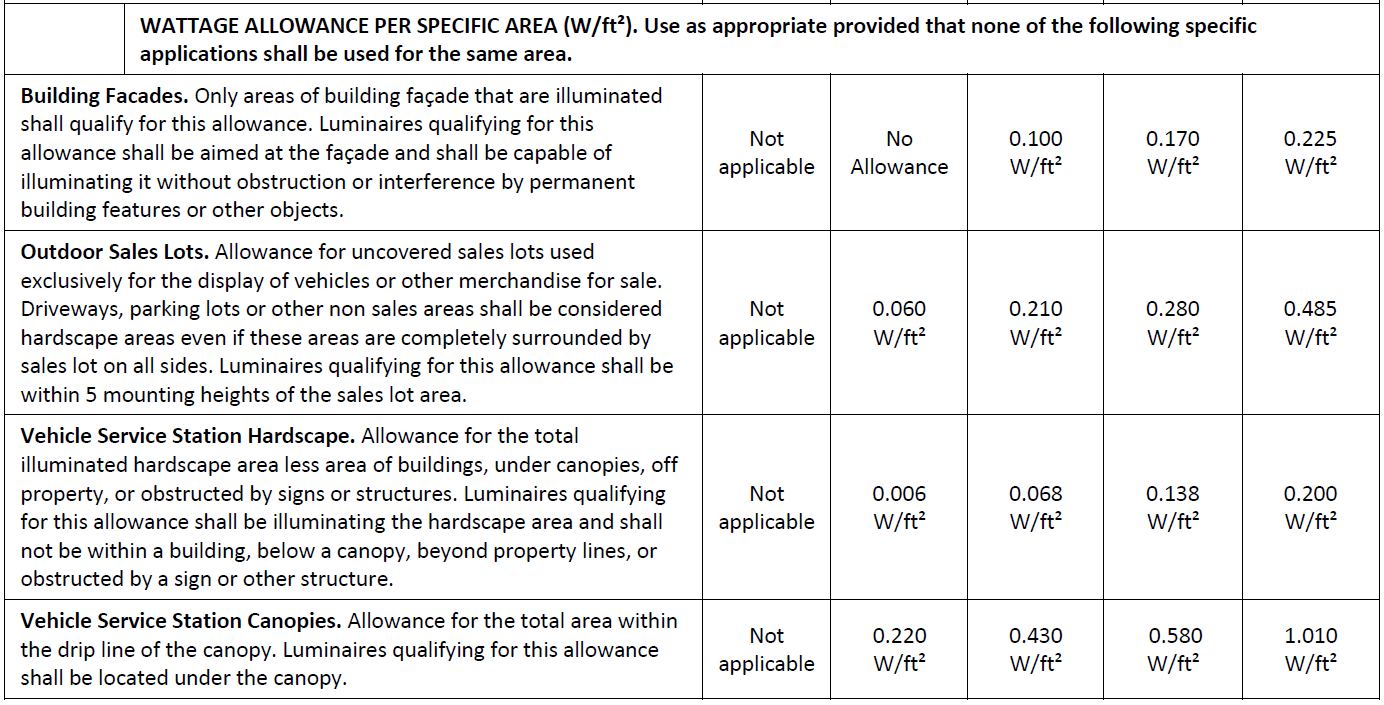 WATTAGE ALLOWANCE PER SPECIFIC AREA (W/ft²). Use as appropriate provided that none of the following specific
applications shall be used for the same area.
Building Facades. Only areas of building façade that are illuminated
shall qualify for this allowance. Luminaires qualifying for this
allowance shall be aimed at the façade and shall be capable of
illuminating it without obstruction or interference by permanent
building features or other objects.
Not
applicable
No
Allowance
0.100
W/ft²
0.170
W/ft²
0.225
W/ft²
Outdoor Sales Lots. Allowance for uncovered sales lots used
exclusively for the display of vehicles or other merchandise for sale.
Driveways, parking lots or other non sales areas shall be considered
hardscape areas even if these areas are completely surrounded by
sales lot on all sides. Luminaires qualifying for this allowance shall be
within 5 mounting heights of the sales lot area.
Not
applicable
0.060
W/ft²
0.210
W/ft²
0.280
W/ft²
0.485
W/ft²
Vehicle Service Station Hardscape. Allowance for the total
illuminated hardscape area less area of buildings, under canopies, off
property, or obstructed by signs or structures. Luminaires qualifying
for this allowance shall be illuminating the hardscape area and shall
not be within a building, below a canopy, beyond property lines, or
obstructed by a sign or other structure.
Not
applicable
0.006
W/ft²
0.068
W/ft²
0.138
W/ft²
0.200
W/ft²
Vehicle Service Station Canopies. Allowance for the total area within
the drip line of the canopy. Luminaires qualifying for this allowance
shall be located under the canopy.
Not
applicable
0.220
W/ft²
0.430
W/ft²
0.580
W/ft²
1.010
W/ft²